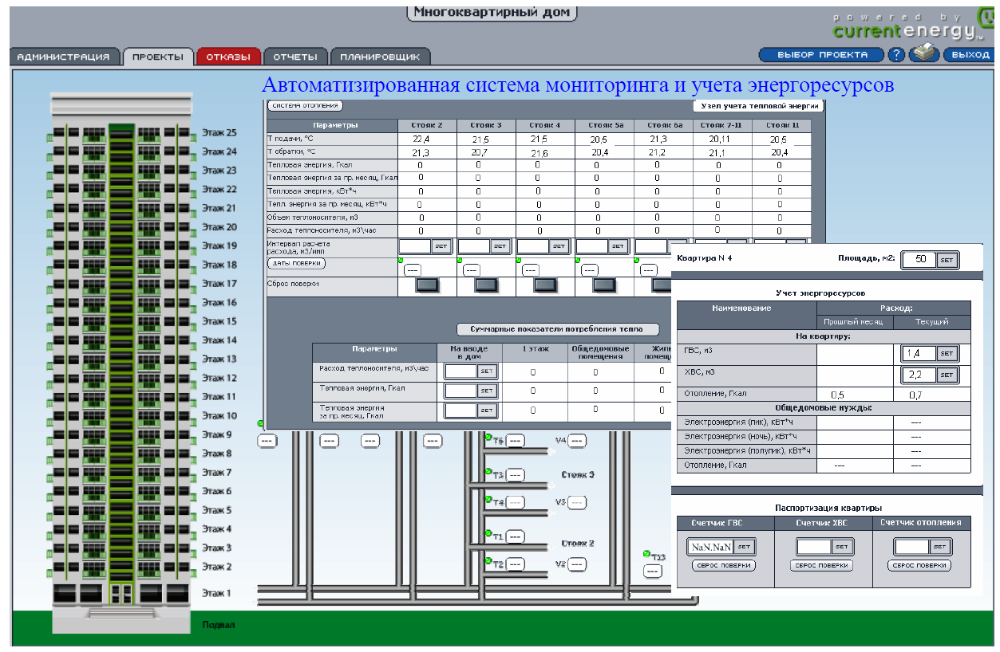 Многоквартирный дом
powered by
currentenergy
АДМИНИСТРАЦИЯ ПРОЕКТЫ ОТКАЗЫ ОТЧЕТЫ ПЛАНИРОВЩИК ВЫБОР ПРОЕКТА ? ВЫХОД
Автоматизированная система мониторинга и учета энергоресурсов
СИСТЕМА ОТОПЛЕНИЯ Узел учета тепловой энергии
Параметры Стояк 2 Стояк 3 Стояк 4 Стояк 5а Стояк 6а Стояк 7-11 Стояк 11
Т подачи, °С 22,4 21,5 21,5 20,5 21,3 20,11 20,5
Т обратки, °С 21,3 20,7 21,6 20,4 21,2 21,1 20,4
Тепловая энергия, Гкал 0 0 0 0 0 0 0
Тепловая энергия за пр. месяц, Гкал 0 0 0 0 0 0 0
Тепловая энергия, кВт*ч 0 0 0 0 0 0 0
Тепл. энергия за пр. месяц, кВт*ч 0 0 0 0 0 0 0
Объем теплоносителя, м3 0 0 0 0 0 0 0
Расход теплоносителя, м3\час 0 0 0 0 0 0 0
Интервал расчета
расхода, м3/имп SET SET SET SET SET
ДАТЫ ПОВЕРКИ --- --- --- --- ---
Сброс поверки
Суммарные показатели потребления тепла
Параметры На вводе в дом 1 этаж Общедомовые помещения
Расход теплоносителя, м3\час SET 0 0 0
Тепловая энергия, Гкал SET 0 0 0
Тепловая энергия
за пр. месяц, Гкал SET 0 0 0
Квартира N 4 Площадь, м2: 50 SET
Учет энергоресурсов
Наименование Расход:
Прошлый месяц Текущий
На квартиру:
ГВС, м3 1,4 SET
ХВС, м3 2,2 SET
Отопление, Гкал 0,5 0,7
Общедомовые нужды:
Электроэнергия (пик), кВт*ч ---
Электроэнергия (ночь), кВт*ч ---
Электроэнергия (полупик), кВт*ч ---
Отопление, Гкал --- ---
Паспортизация квартиры
Счетчик ГВС Счетчик ХВС Счетчик отопления
NaN.NaN SET SET SET
СБРОС ПОВЕРКИ СБРОС ПОВЕРКИ СБРОС ПОВЕРКИ
--- --- --- --- Т6 --- V4 ---
Т3 --- Стояк 3
Т4 --- V3 ---
Т1 --- Стояк 2
Т2 --- V2 ---
Т23
---
Этаж 25
Этаж 24
Этаж 23
Этаж 22
Этаж 21
Этаж 20
Этаж 19
Этаж 18
Этаж 17
Этаж 16
Этаж 15
Этаж 14
Этаж 13
Этаж 12
Этаж 11
Этаж 10
Этаж 9
Этаж 8
Этаж 7
Этаж 6
Этаж 5
Этаж 4
Этаж 3
Этаж 2
Этаж 1
Подвал